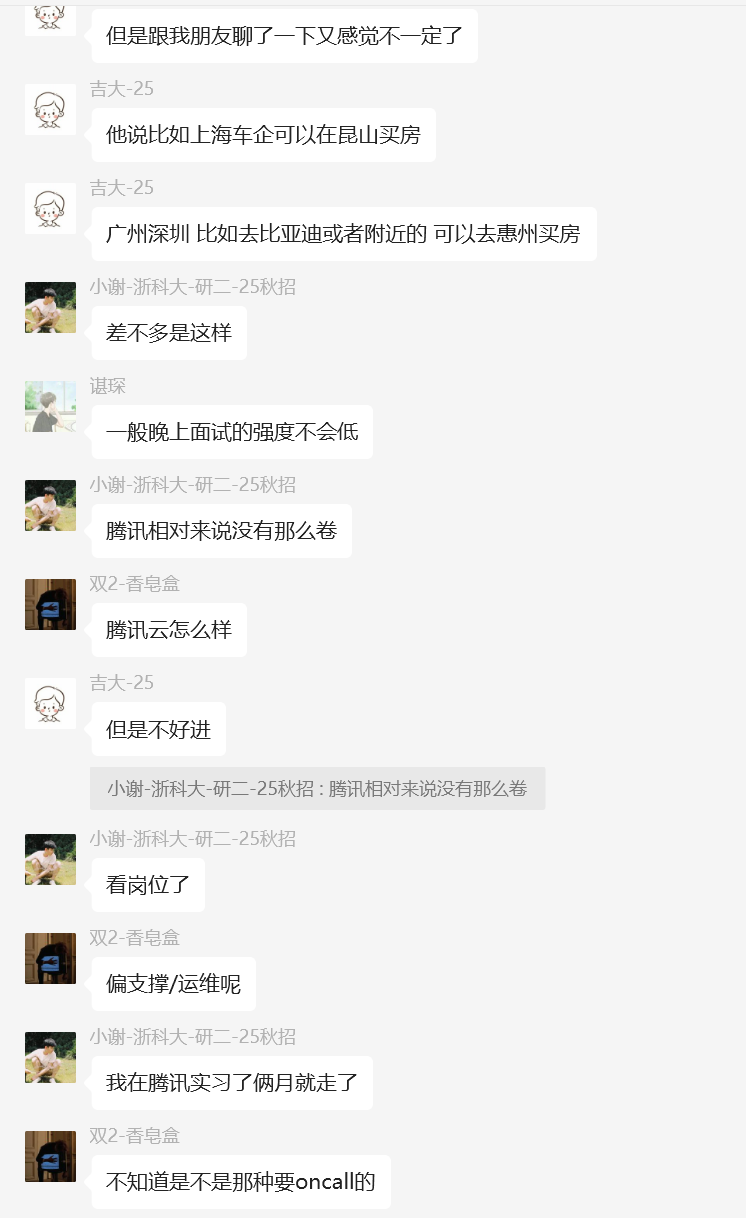 但是跟我朋友聊了一下又感觉不一定了
吉大-25
他说比如上海车企可以在昆山买房
吉大-25
广州深圳 比如去比亚迪或者附近的 可以去惠州买房
小谢-浙科大-研二-25秋招
差不多是这样
谌琛
一般晚上面试的强度不会低
小谢-浙科大-研二-25秋招
腾讯相对来说没有那么卷
双2-香皂盒
腾讯云怎么样
吉大-25
但是不好进
小谢-浙科大-研二-25秋招 : 腾讯相对来说没有那么卷
小谢-浙科大-研二-25秋招
看岗位了
双2-香皂盒
偏支撑/运维呢
小谢-浙科大-研二-25秋招
我在腾讯实习了俩月就走了
双2-香皂盒
不知道是不是那种要oncall的